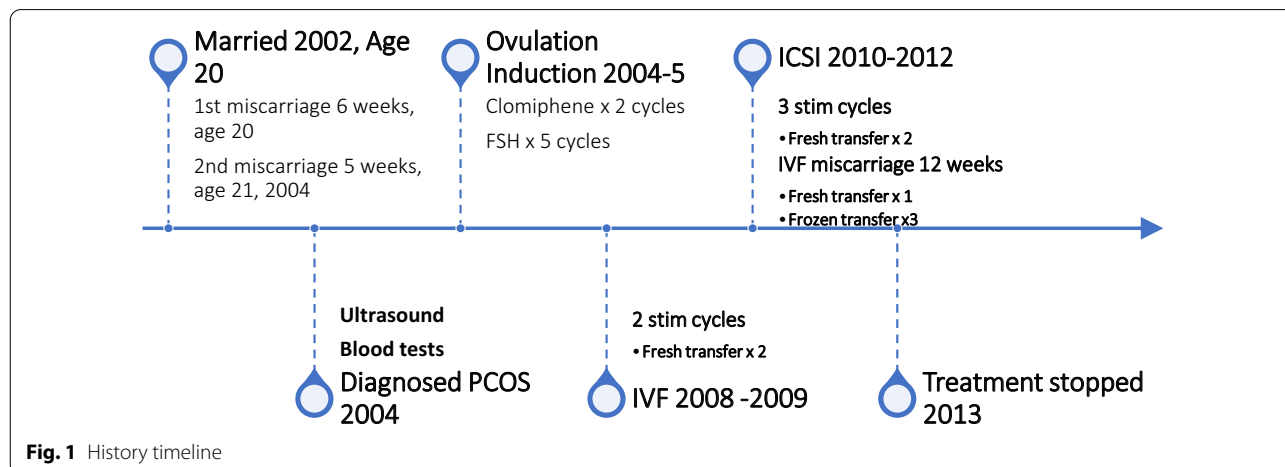 Married 2002, Age
20
1st miscarriage 6 weeks,
age 20
2nd miscarriage 5 weeks,
age 21, 2004
Ovulation
Induction 2004-5
Clomiphene x 2 cycles
FSH x 5 cycles
ICSI 2010-2012
3 stim cycles
• Fresh transfer x 2
IVF miscarriage 12 weeks
• Fresh transfer x 1
• Frozen transfer x3
Ultrasound
Blood tests
Diagnosed PCOS
2004
2 stim cycles
• Fresh transfer x 2
IVF 2008 -2009
Treatment stopped
2013
Fig. 1 History timeline